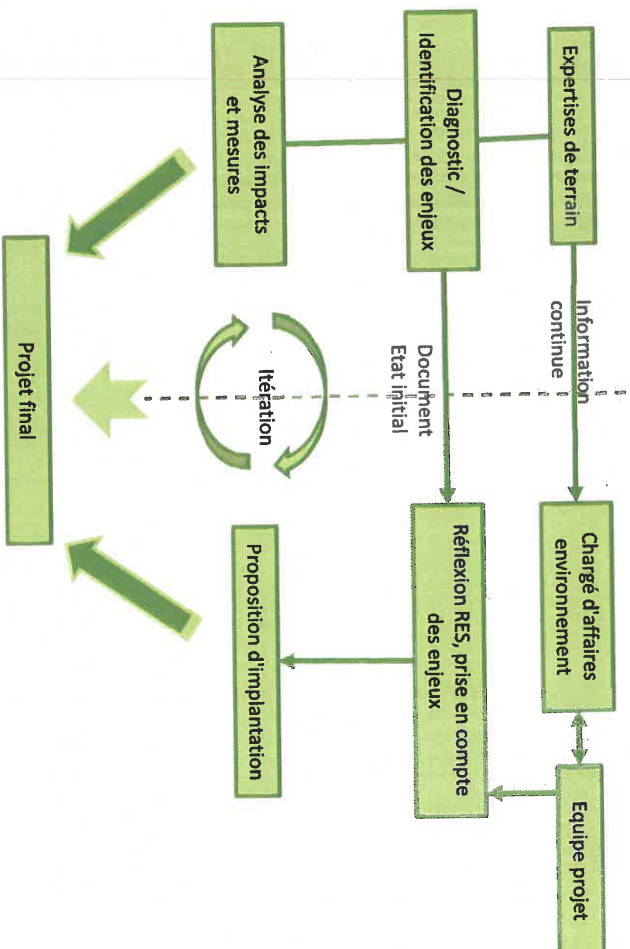 Expertises de terrain
Information
continue
Chargé d'affaires
environnement
Equipe projet
Diagnostic /
Identification des enjeux
Document
Etat initial
Réflexion RES, prise en compte
des enjeux
Analyse des impacts
et mesures
Itération
Proposition d'implantation
Projet final